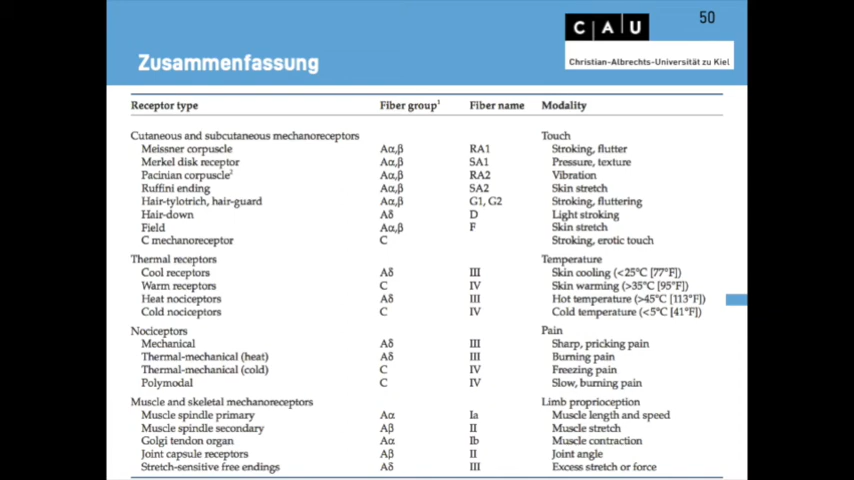 50
C A U
Christian-Albrechts-Universität zu Kiel
Zusammenfassung
Receptor type Fiber group¹ Fiber name Modality
Cutaneous and subcutaneous mechanoreceptors Touch
Meissner corpuscle Aα,β RA1 Stroking, flutter
Merkel disk receptor Aα,β SA1 Pressure, texture
Pacinian corpuscle² Aα,β RA2 Vibration
Ruffini ending Aα,β SA2 Skin stretch
Hair-tylotrich, hair-guard Aα,β G1, G2 Stroking, fluttering
Hair-down Aδ D Light stroking
Field Aα,β F Skin stretch
C mechanoreceptor C Stroking, erotic touch
Thermal receptors Temperature
Cool receptors Aδ III Skin cooling (<25°C [77°F])
Warm receptors C IV Skin warming (>35°C [95°F])
Heat nociceptors Aδ III Hot temperature (>45°C [113°F])
Cold nociceptors C IV Cold temperature (<5°C [41°F])
Nociceptors Pain
Mechanical Aδ III Sharp, pricking pain
Thermal-mechanical (heat) Aδ III Burning pain
Thermal-mechanical (cold) C IV Freezing pain
Polymodal C IV Slow, burning pain
Muscle and skeletal mechanoreceptors Limb proprioception
Muscle spindle primary Aα Ia Muscle length and speed
Muscle spindle secondary Aβ II Muscle stretch
Golgi tendon organ Aα Ib Muscle contraction
Joint capsule receptors Aβ II Joint angle
Stretch-sensitive free endings Aδ III Excess stretch or force